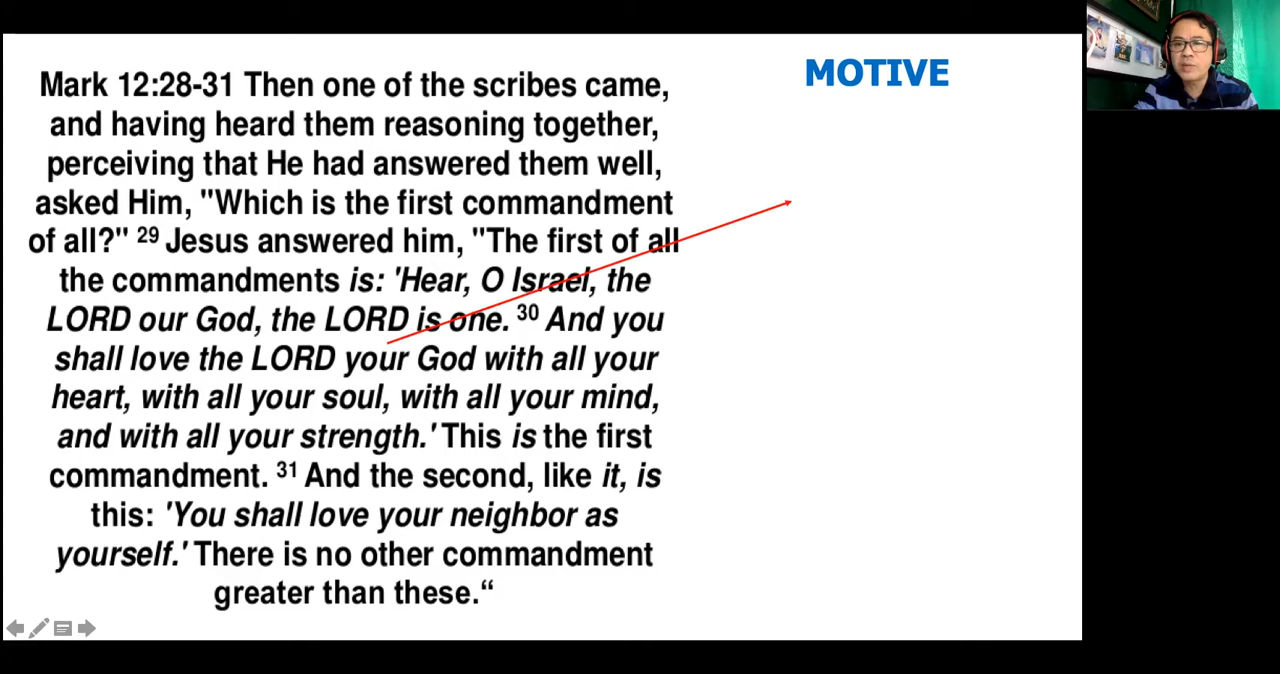 Mark 12:28-31 Then one of the scribes came,
and having heard them reasoning together,
perceiving that He had answered them well,
asked Him, "Which is the first commandment
of all?" 29 Jesus answered him, "The first of all
the commandments is: 'Hear, O Israel, the
LORD our God, the LORD is one. 30 And you
shall love the LORD your God with all your
heart, with all your soul, with all your mind,
and with all your strength.' This is the first
commandment. 31 And the second, like it, is
this: 'You shall love your neighbor as
yourself.' There is no other commandment
greater than these.“
MOTIVE